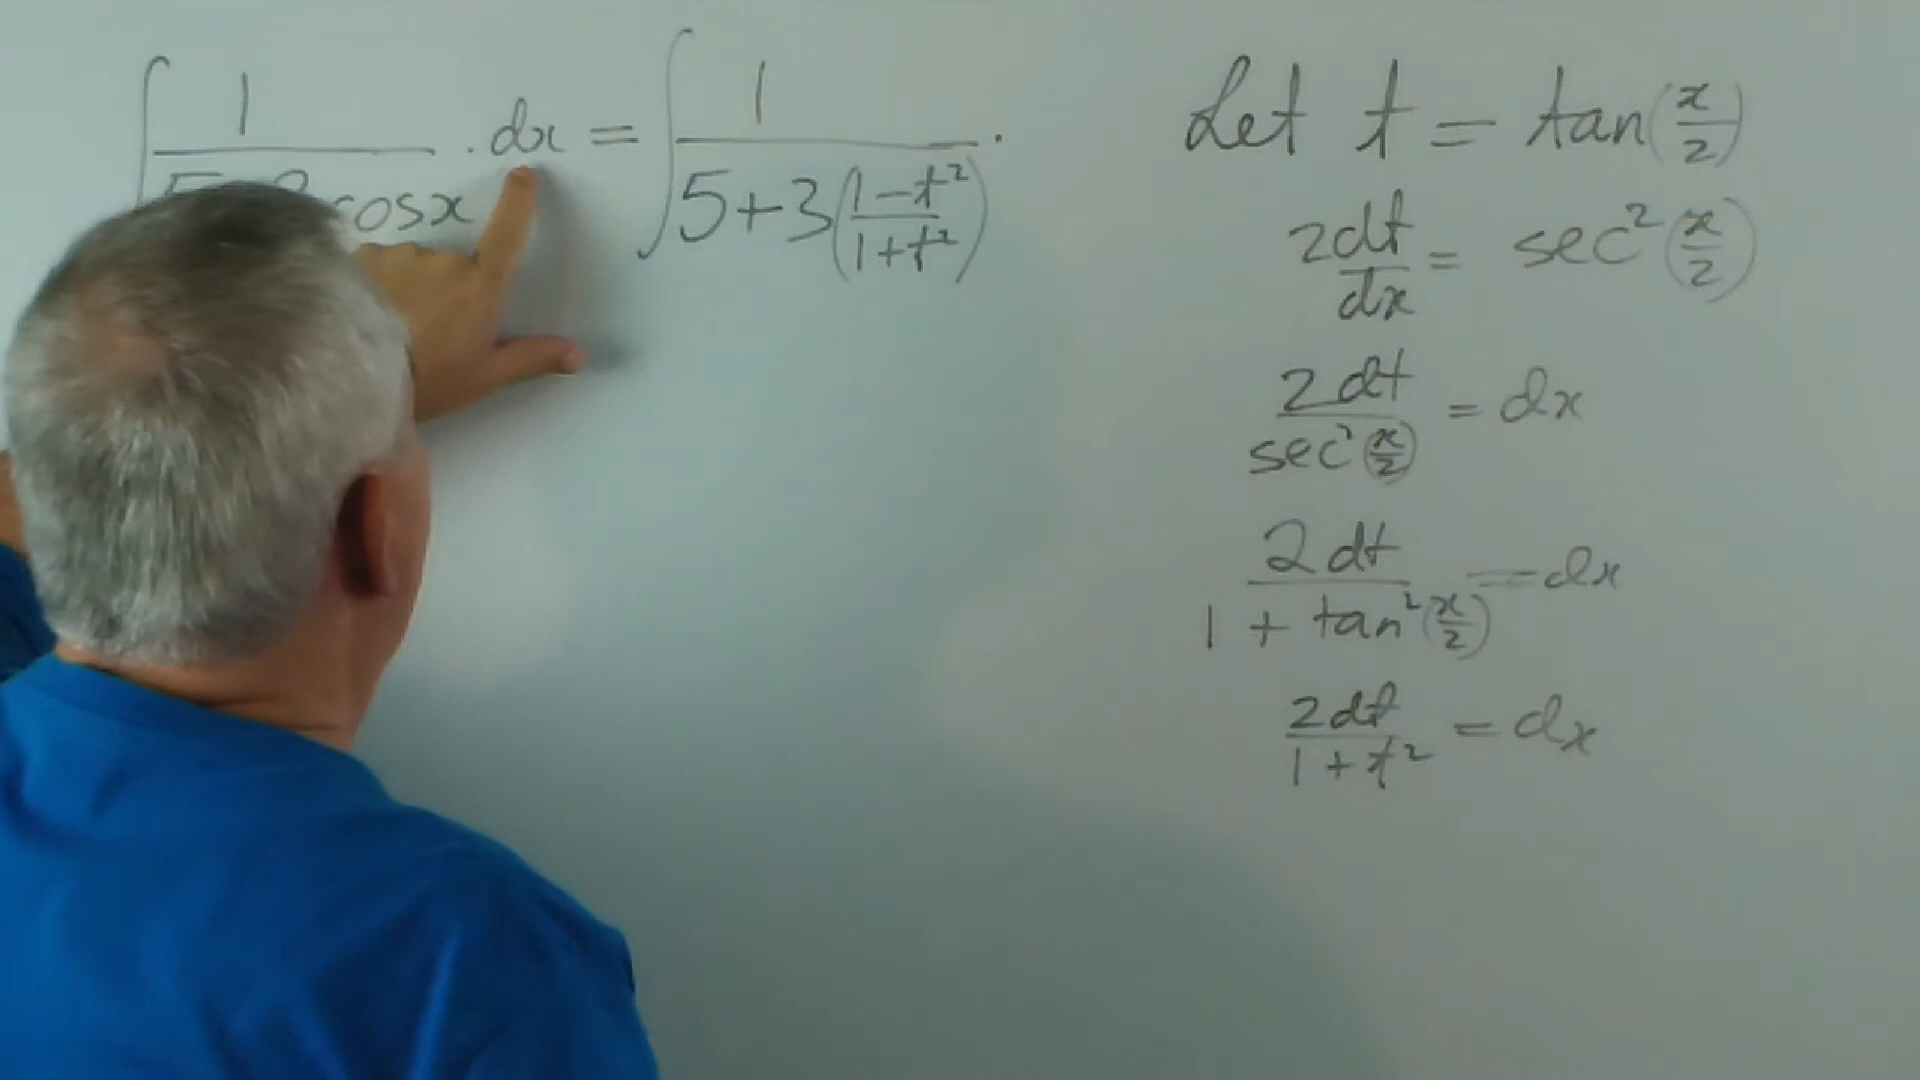 ∫ 1/(5+3cosx) . dx = ∫ 1/(5+3((1-t²)/(1+t²))) .
Let t = tan(x/2)
2dt/dx = sec²(x/2)
2dt/sec²(x/2) = dx
2dt/(1 + tan²(x/2)) = dx
2dt/(1+t²) = dx